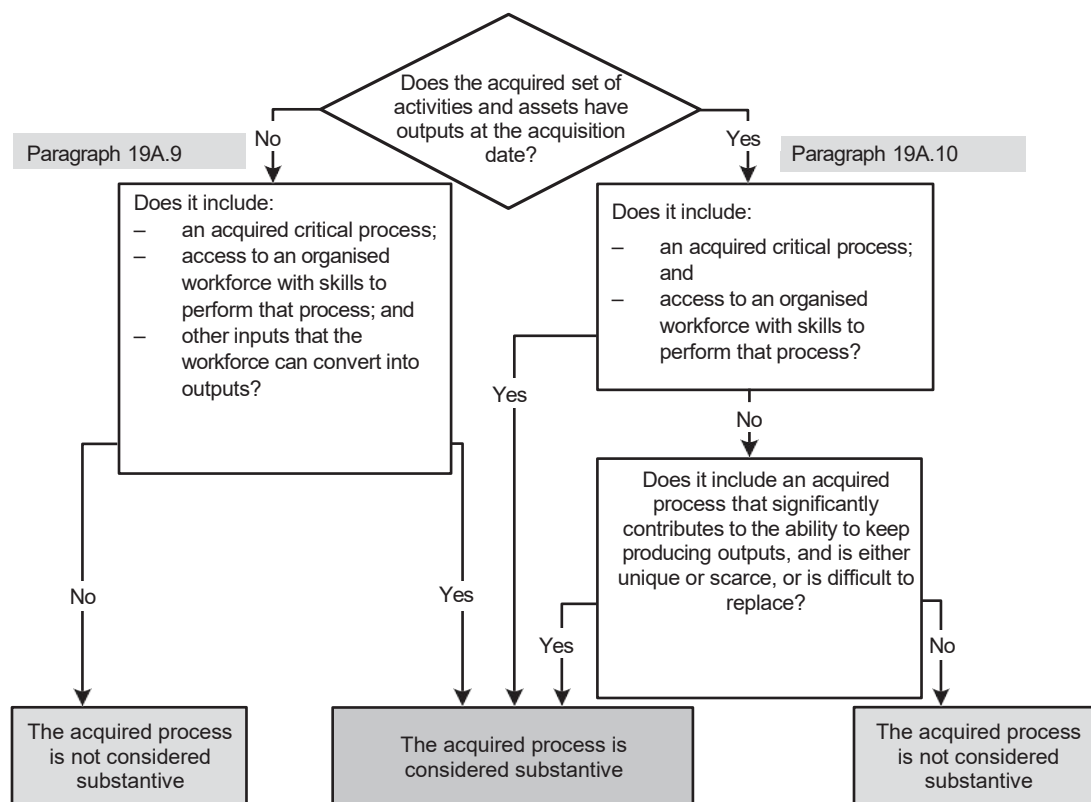 Does the acquired set of
activities and assets have
outputs at the acquisition
date?
No
Yes
Paragraph 19A.9
Paragraph 19A.10
Does it include:
– an acquired critical process;
– access to an organised
workforce with skills to
perform that process; and
– other inputs that the
workforce can convert into
outputs?
Does it include:
– an acquired critical process;
and
– access to an organised
workforce with skills to
perform that process?
Yes
No
Does it include an acquired
process that significantly
contributes to the ability to keep
producing outputs, and is either
unique or scarce, or is difficult to
replace?
No
Yes
Yes
No
The acquired process
is not considered
substantive
The acquired process is
considered substantive
The acquired process
is not considered
substantive